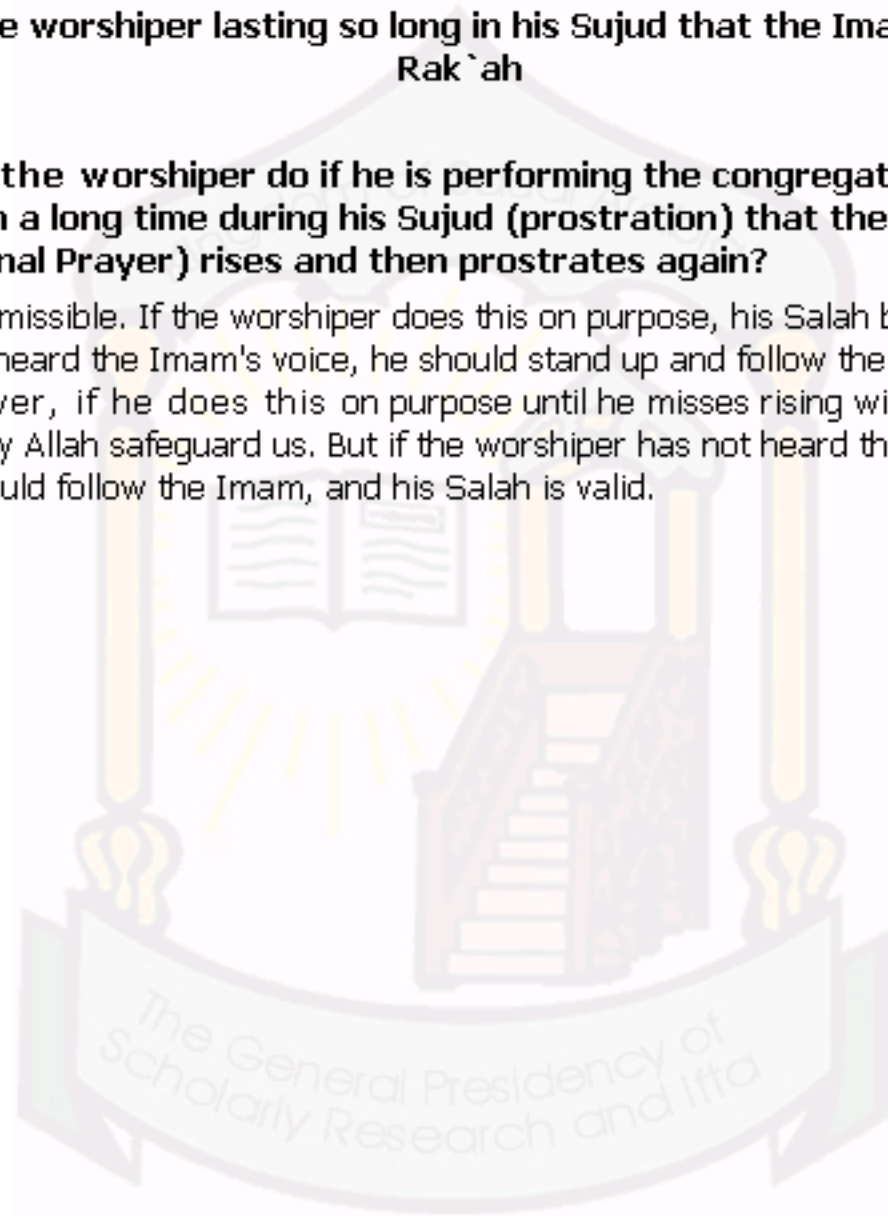 e worshiper lasting so long in his Sujud that the Ima
Rak`ah
the worshiper do if he is performing the congregat
a long time during his Sujud (prostration) that the
nal Prayer) rises and then prostrates again?
missible. If the worshiper does this on purpose, his Salah b
heard the Imam's voice, he should stand up and follow the
ver, if he does this on purpose until he misses rising wi
y Allah safeguard us. But if the worshiper has not heard th
uld follow the Imam, and his Salah is valid.
The General Presidency of
Scholarly Research and Ifta